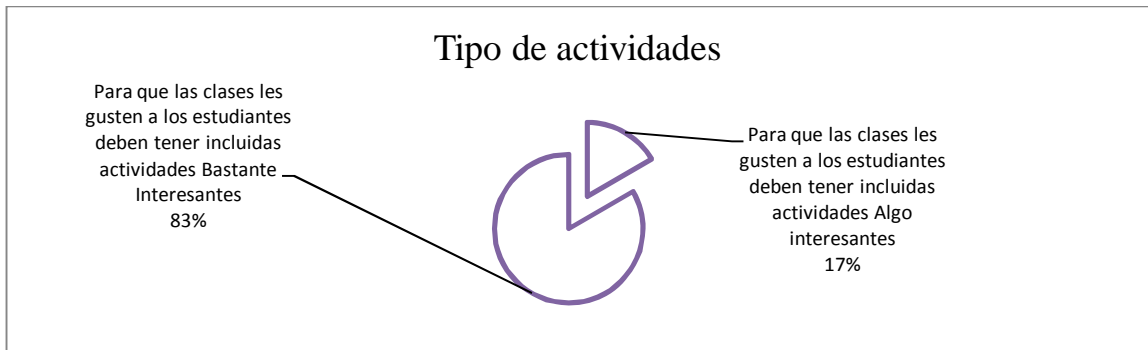 Tipo de actividades
Para que las clases les
gusten a los estudiantes
deben tener incluidas
actividades Bastante
Interesantes
83%
Para que las clases les
gusten a los estudiantes
deben tener incluidas
actividades Algo
interesantes
17%